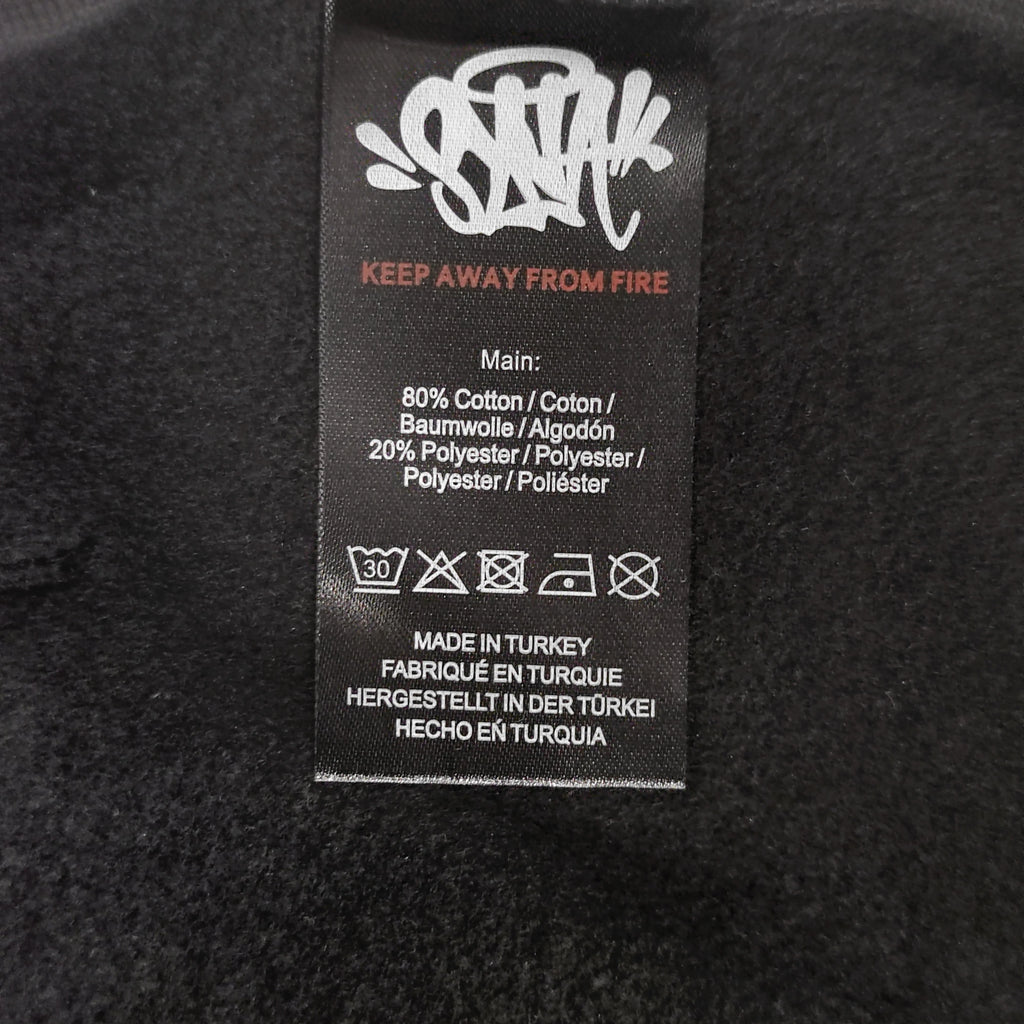 KEEP AWAY FROM FIRE
Main:
80% Cotton / Coton /
Baumwolle / Algodón
20% Polyester / Polyester /
Polyester / Poliéster
30
MADE IN TURKEY
FABRIQUÉ EN TURQUIE
HERGESTELLT IN DER TÜRKEI
HECHO EŃ TURQUIA